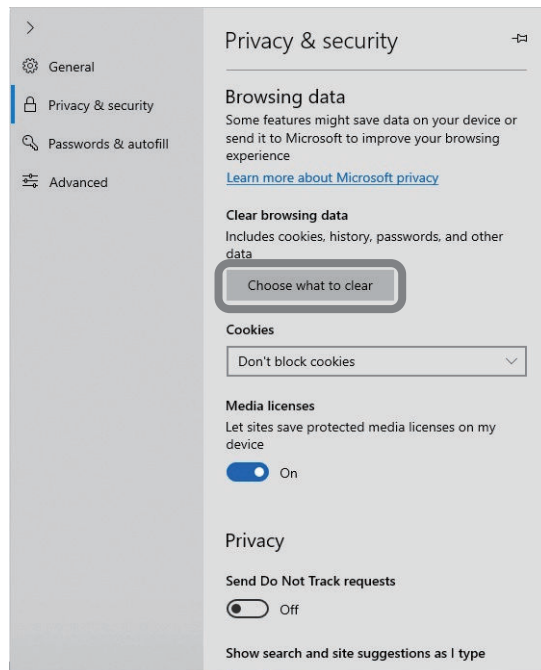 General
Privacy & security
Passwords & autofill
Advanced
Privacy & security
Browsing data
Some features might save data on your device or
send it to Microsoft to improve your browsing
experience
Learn more about Microsoft privacy
Clear browsing data
Includes cookies, history, passwords, and other
data
Choose what to clear
Cookies
Don't block cookies
Media licenses
Let sites save protected media licenses on my
device
On
Privacy
Send Do Not Track requests
Off
Show search and site suggestions as I type